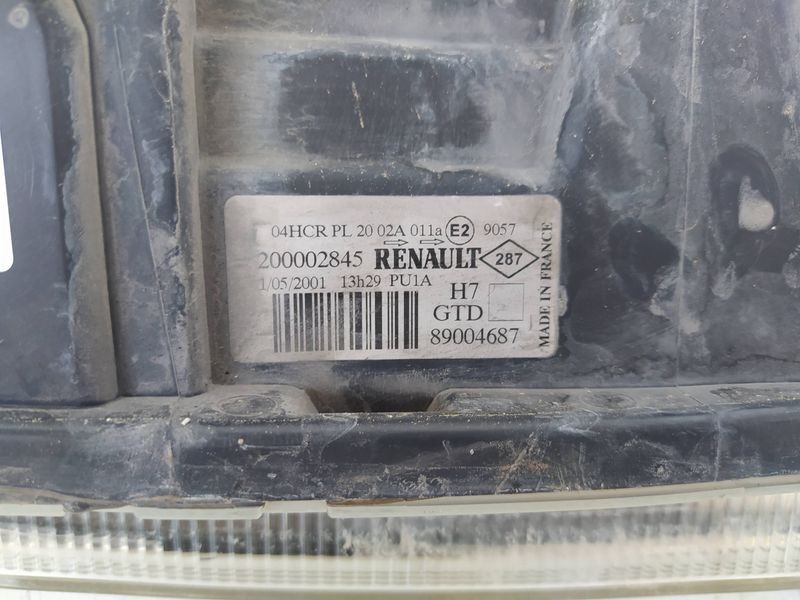 04HCR PL 20 02A 011a E2 9057
200002845 RENAULT 287
1/05/2001 13h29 PU1A
H7
GTD
89004687
MADE IN FRANCE